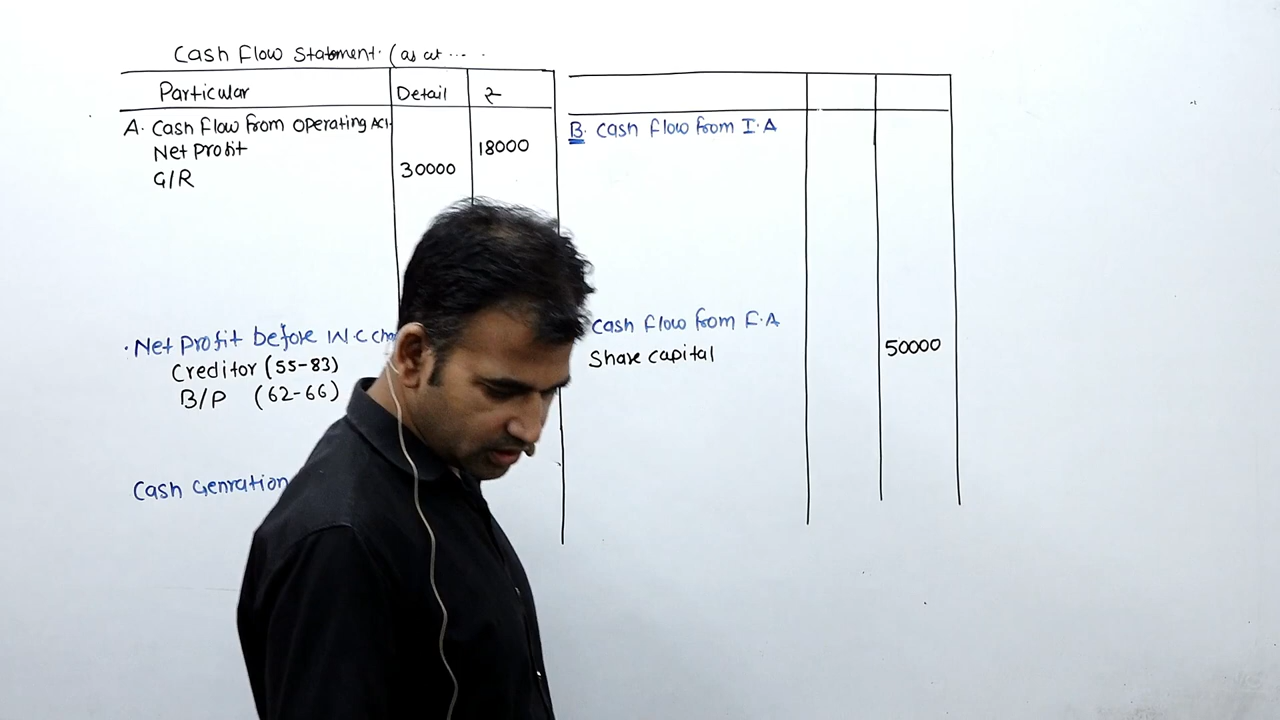 Cash Flow Statement. (as at ....
Particular Detail ₹
A. Cash Flow from Operating Act.
Net Profit 18000
G/R 30000
. Net Profit before W.C
Creditor (55-83)
B/P (62-66)
Cash Genration
B. Cash Flow from I.A
Cash Flow from F.A
Share Capital 50000